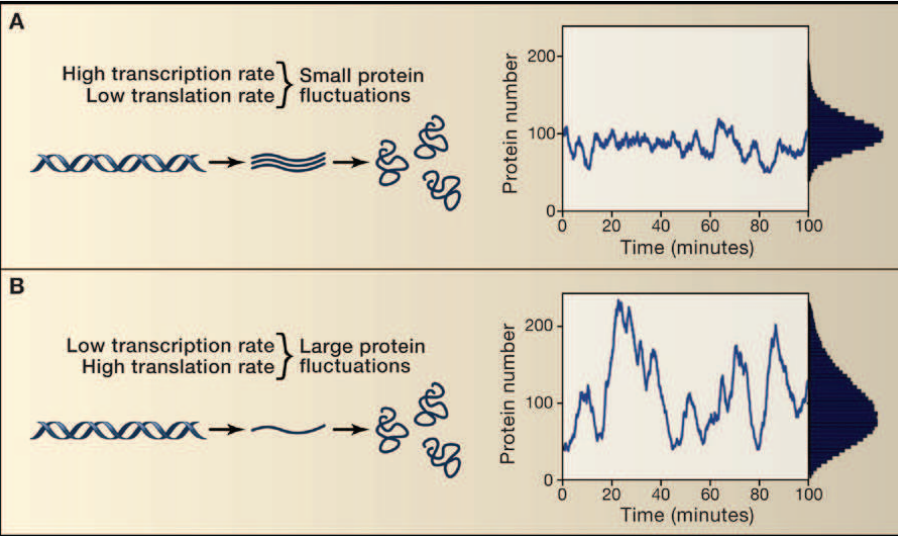 A
High transcription rate
Low translation rate
Small protein
fluctuations
Protein number
200
100
0
0 20 40 60 80 100
Time (minutes)
B
Low transcription rate
High translation rate
Large protein
fluctuations
Protein number
200
100
0
0 20 40 60 80 100
Time (minutes)